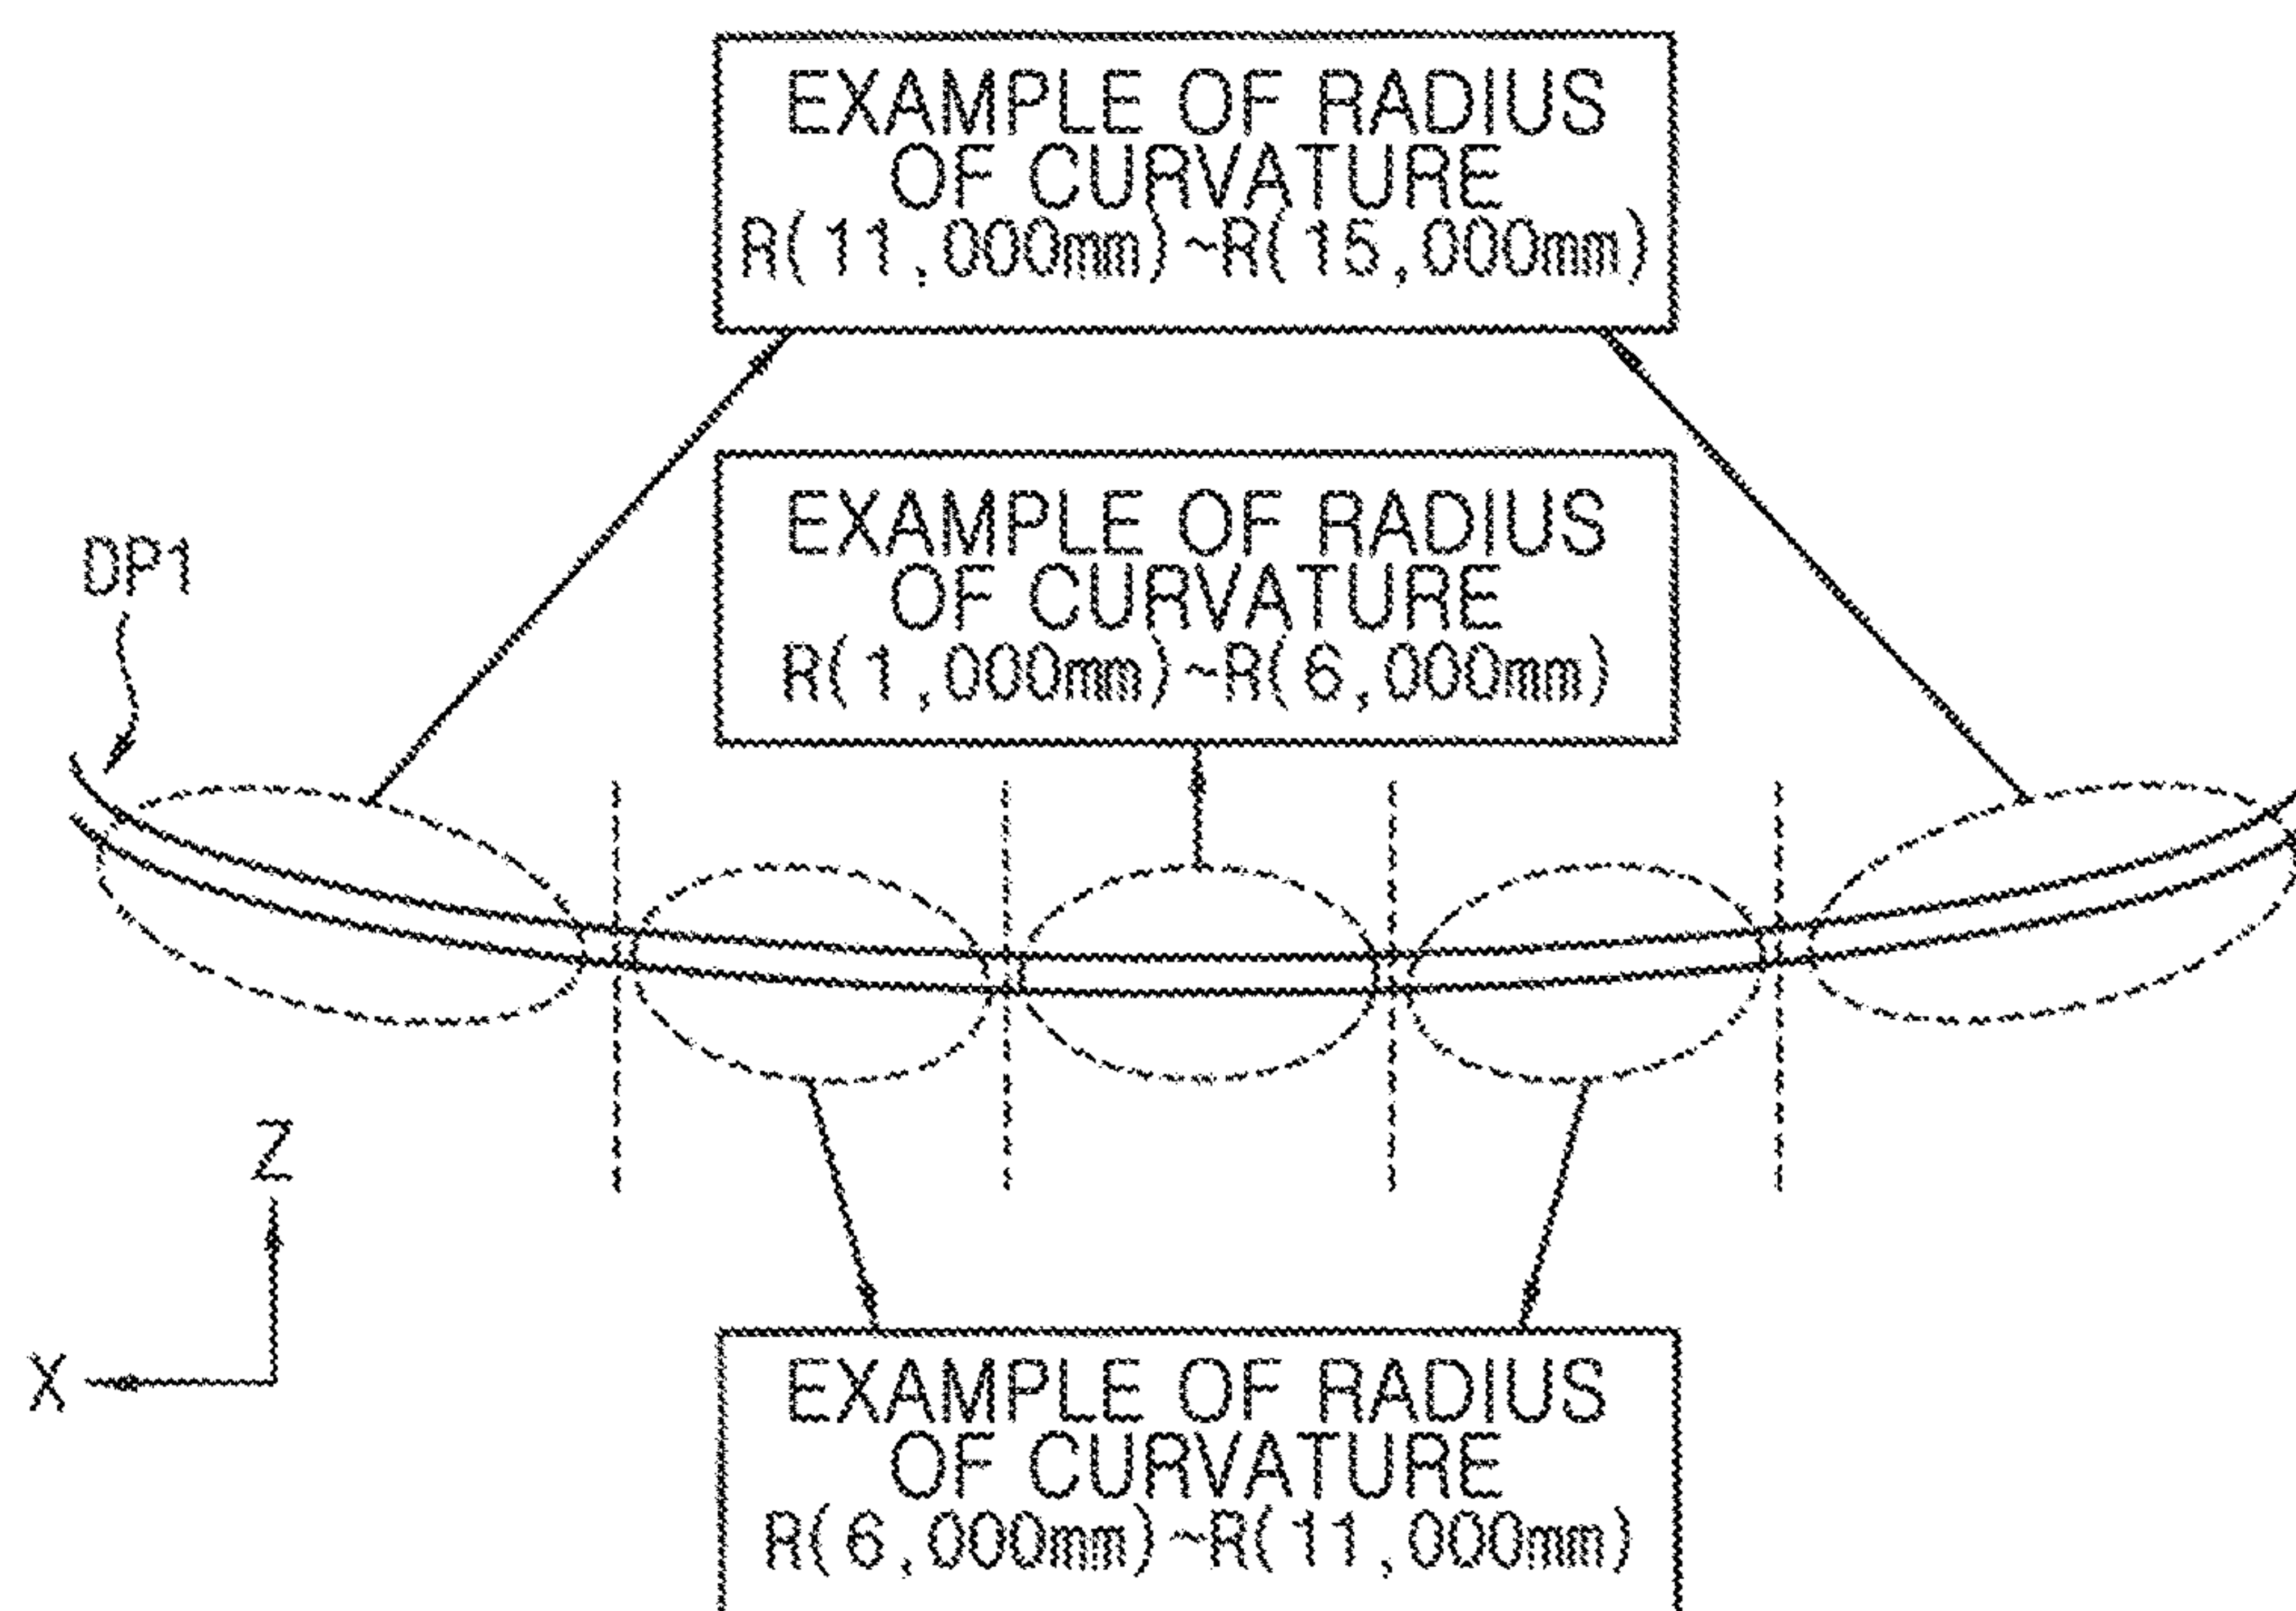 EXAMPLE OF RADIUS
OF CURVATURE
R(11,000mm)~R(15,000mm)
EXAMPLE OF RADIUS
OF CURVATURE
R(1,000mm)~R(6,000mm)
DP1
Z
X
EXAMPLE OF RADIUS
OF CURVATURE
R(6,000mm)~R(11,000mm)